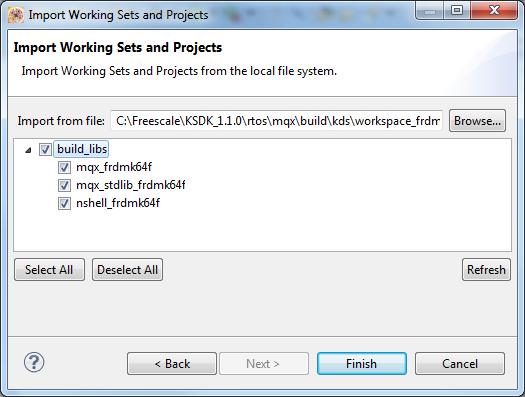 Import Working Sets and Projects
Import Working Sets and Projects
Import Working Sets and Projects from the local file system.
Import from file: C:\Freescale\KSDK_1.1.0\rtos\mqx\build\kds\workspace_frdm Browse...
build_libs
mqx_frdmk64f
mqx_stdlib_frdmk64f
nshell_frdmk64f
Select All Deselect All Refresh
? < Back Next > Finish Cancel